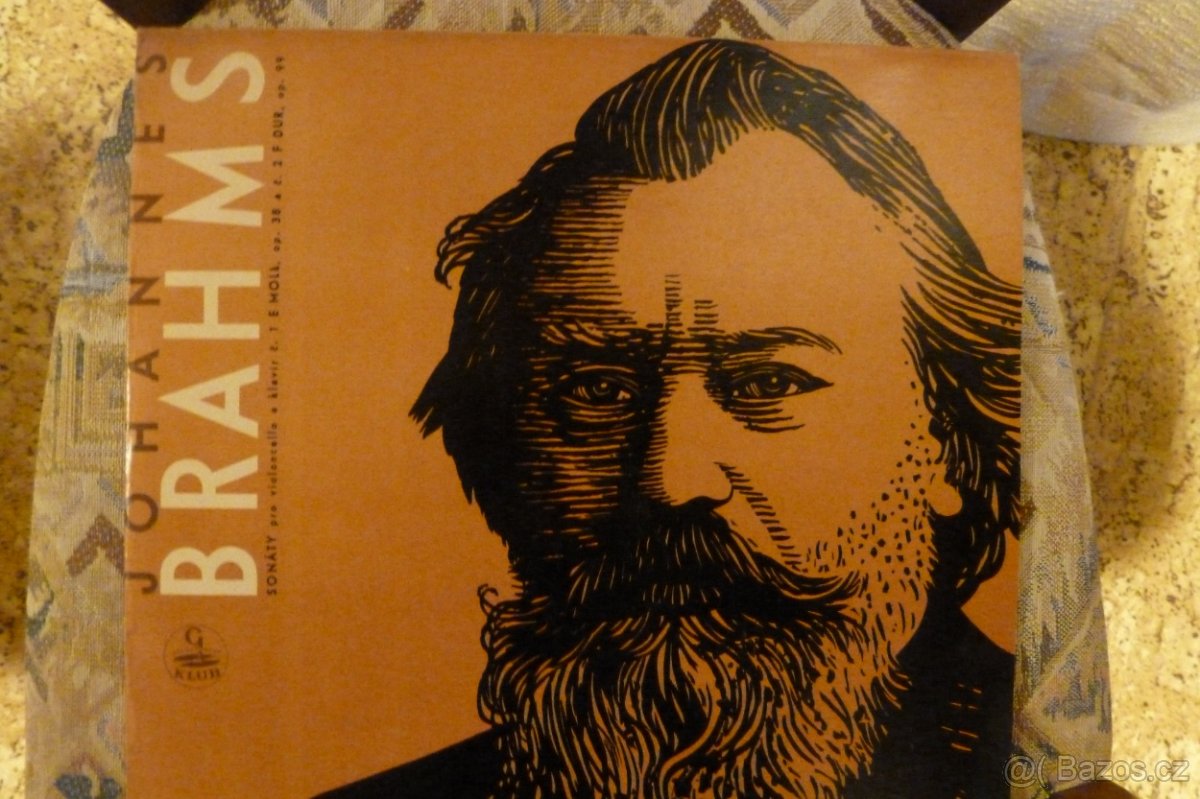 JOHANNES
BRAHMS
SONÁTY pro violoncello a klavír č. 1 E MOLL, op. 38 a č. 2 F DUR, op. 99
G
KLUB
@( Bazos.cz